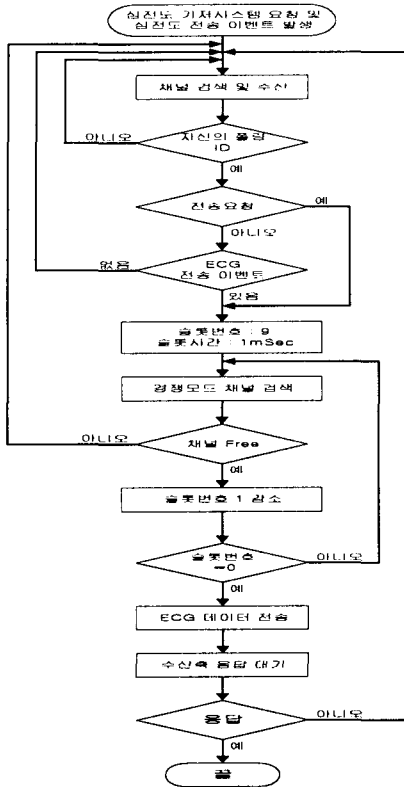 심전도 기저시스템 요청 및
심전도 전송 이벤트 발생
채널 검색 및 수신
자신의 폴링
ID
아니오
예
전송요청
예
아니오
ECG
전송 이벤트
없음
있음
슬롯번호 : 9
슬롯시간 : 1mSec
경쟁모드 채널 검색
채널 Free
아니오
예
슬롯번호 1 감소
슬롯번호
=0
아니오
예
ECG 데이터 전송
수신측 응답 대기
응답
아니오
예
끝